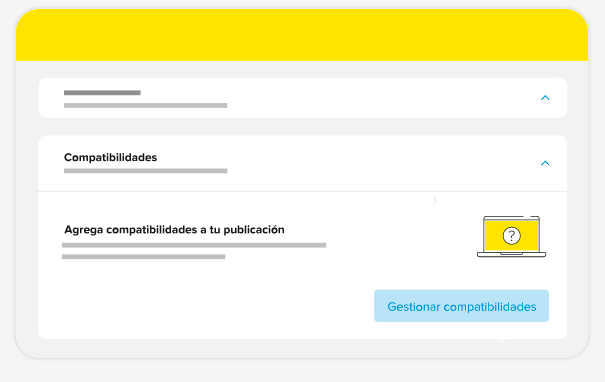 Compatibilidades
Agrega compatibilidades a tu publicación
?
Gestionar compatibilidades